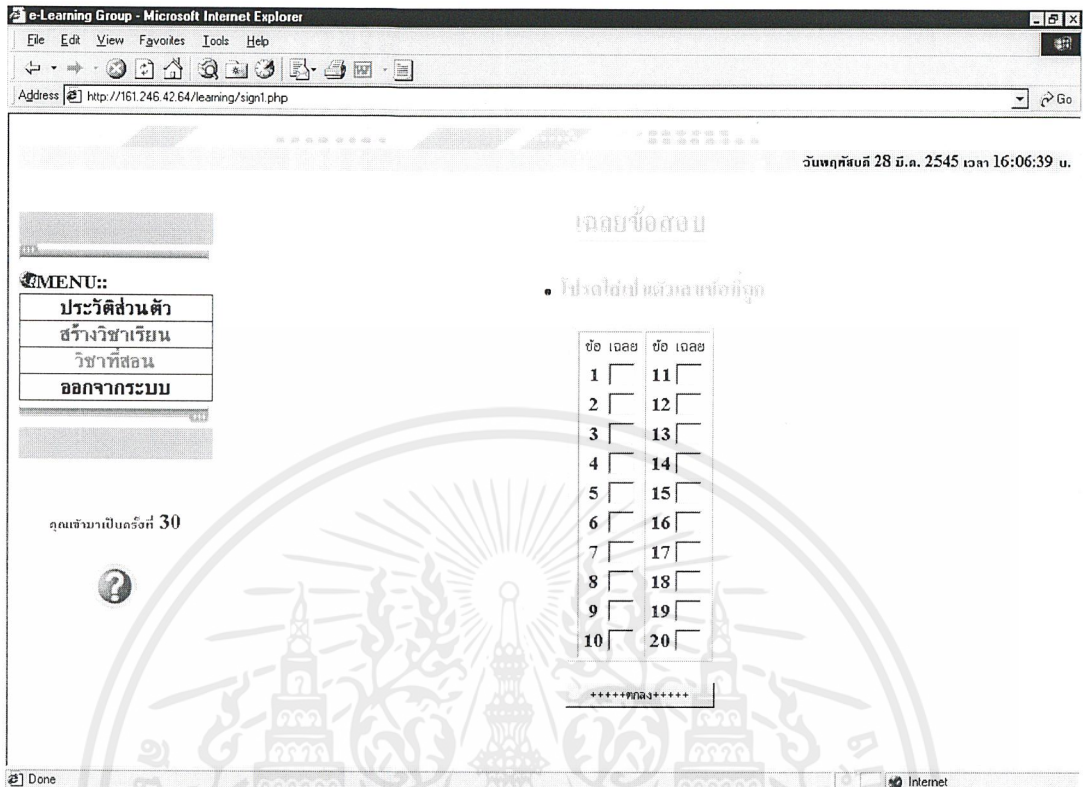 e-Learning Group - Microsoft Internet Explorer
File Edit View Favorites Tools Help
Address http://161.246.42.64/learning/sign1.php Go
วันพฤหัสบดี 28 มี.ค. 2545 เวลา 16:06:39 น.
เฉลยข้อสอบ
MENU::
ประวัติส่วนตัว
สร้างวิชาเรียน
วิชาที่สอน
ออกจากระบบ
คุณเข้ามาเป็นครั้งที่ 30
ข้อ เฉลย ข้อ เฉลย
1 11
2 12
3 13
4 14
5 15
6 16
7 17
8 18
9 19
10 20
+++++ตกลง+++++
Done Internet